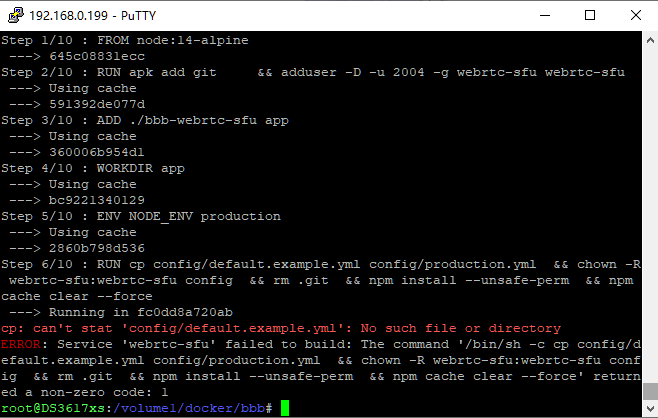 192.168.0.199 - PuTTY
Step 1/10 : FROM node:14-alpine
 ---> 645c08831ecc
Step 2/10 : RUN apk add git     && adduser -D -u 2004 -g webrtc-sfu webrtc-sfu
 ---> Using cache
 ---> 591392de077d
Step 3/10 : ADD ./bbb-webrtc-sfu app
 ---> Using cache
 ---> 360006b954d1
Step 4/10 : WORKDIR app
 ---> Using cache
 ---> bc9221340129
Step 5/10 : ENV NODE_ENV production
 ---> Using cache
 ---> 2860b798d536
Step 6/10 : RUN cp config/default.example.yml config/production.yml  && chown -R
 webrtc-sfu:webrtc-sfu config  && rm .git  && npm install --unsafe-perm  && npm
cache clear --force
 ---> Running in fc0dd8a720ab
cp: can't stat 'config/default.example.yml': No such file or directory
ERROR: Service 'webrtc-sfu' failed to build: The command '/bin/sh -c cp config/d
efault.example.yml config/production.yml  && chown -R webrtc-sfu:webrtc-sfu conf
ig  && rm .git  && npm install --unsafe-perm  && npm cache clear --force' return
ed a non-zero code: 1
root@DS3617xs:/volume1/docker/bbb#